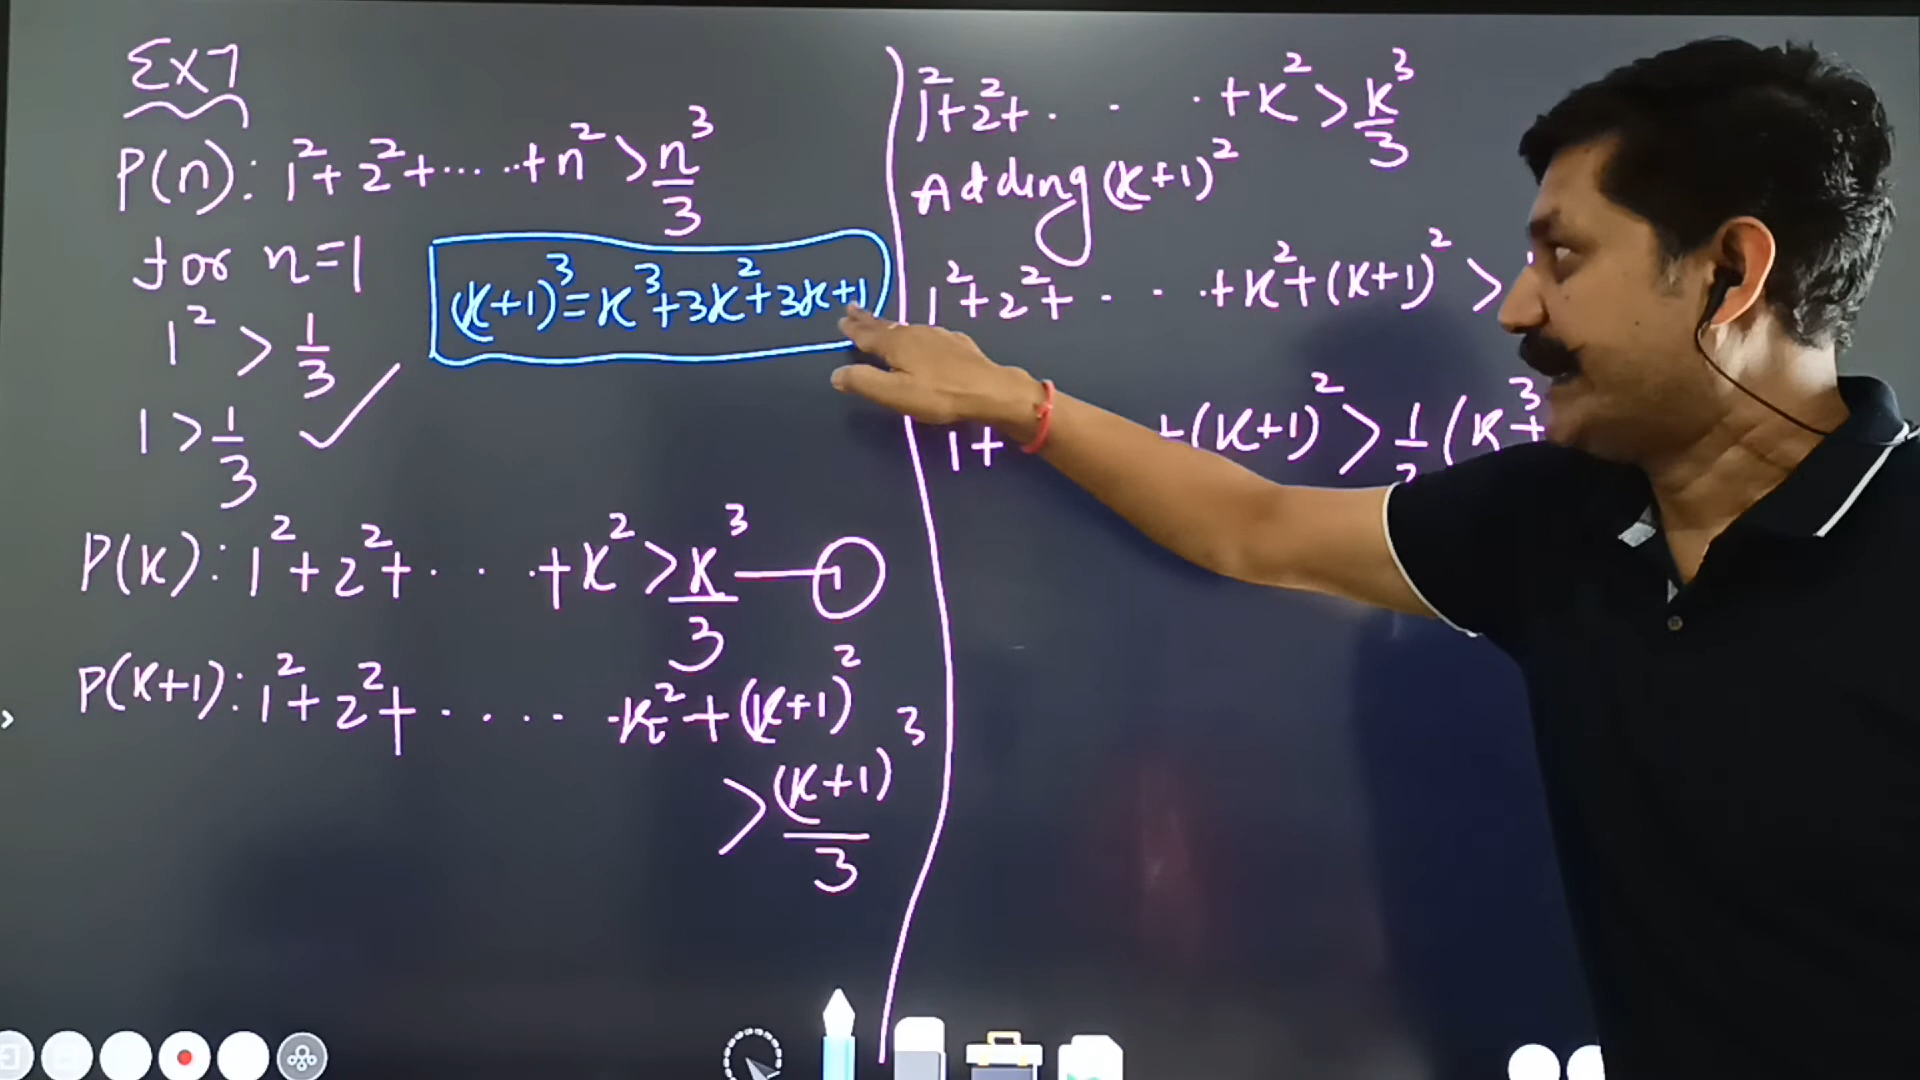 Ex 7
P(n): 1²+2²+.....+n²>n³/3
for n=1
1²>1/3
1>1/3 ✓
(k+1)³=k³+3k²+3k+1
P(k): 1²+2²+...+k²>k³/3 — ①
P(k+1): 1²+2²+.....k²+(k+1)²
>(k+1)³/3
1²+2²+...+k²>k³/3
Adding (k+1)²
1²+2²+...+k²+(k+1)²>
1+ +(k+1)²>1/ (k³+